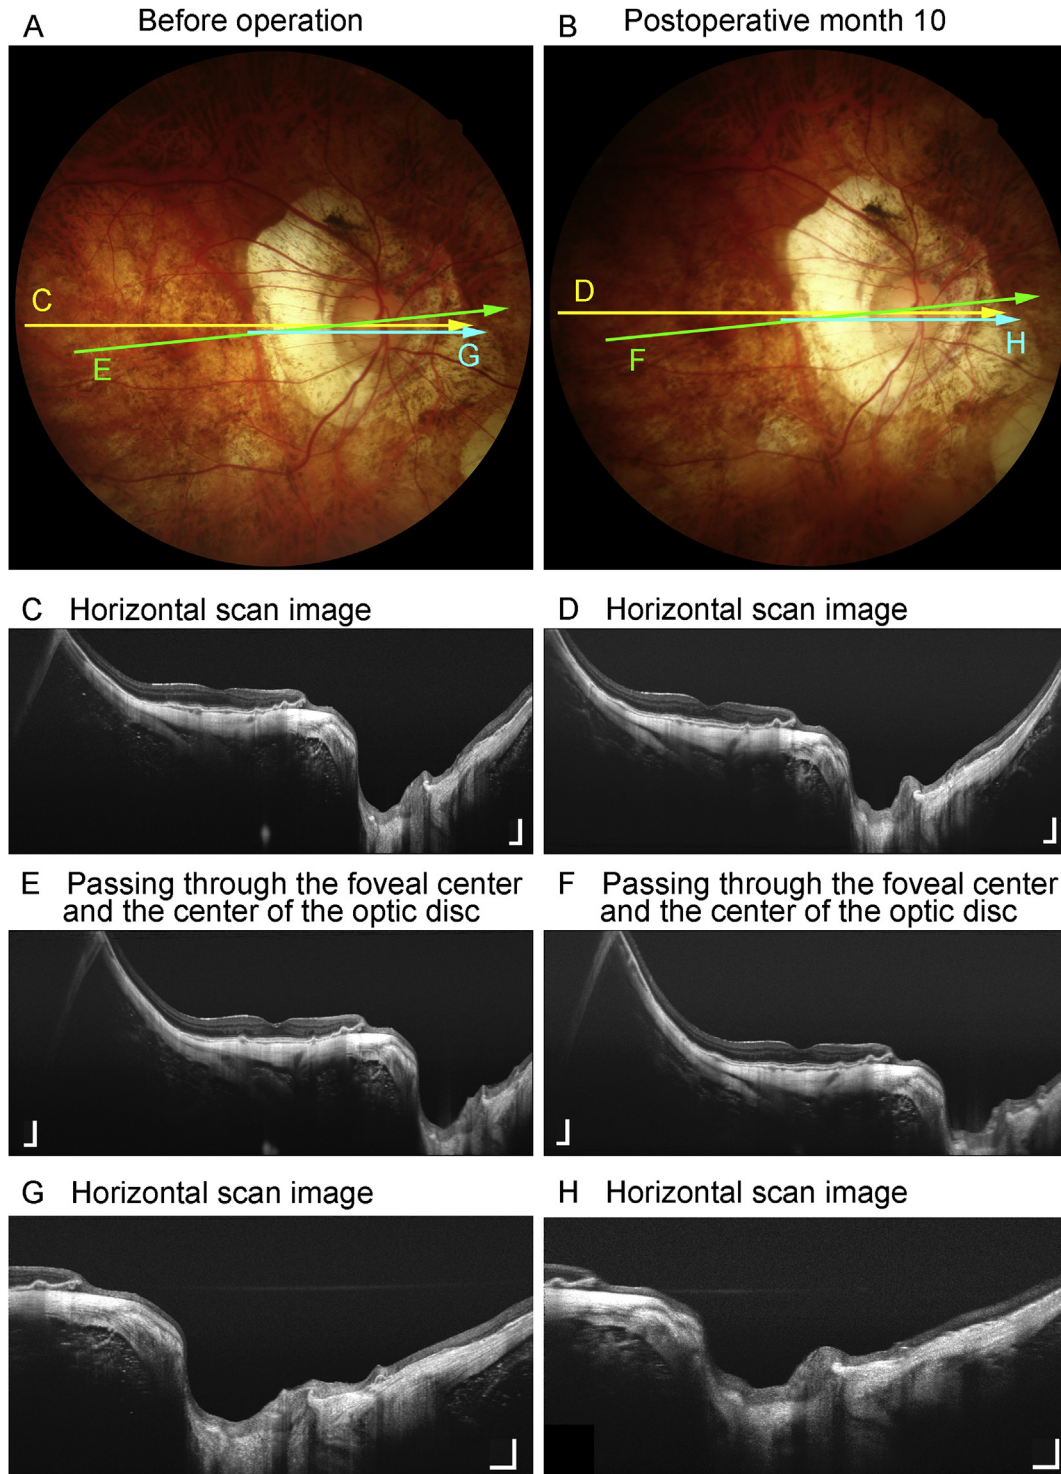 A Before operation
B Postoperative month 10
C
E
G
D
F
H
C Horizontal scan image
D Horizontal scan image
E Passing through the foveal center
and the center of the optic disc
F Passing through the foveal center
and the center of the optic disc
G Horizontal scan image
H Horizontal scan image